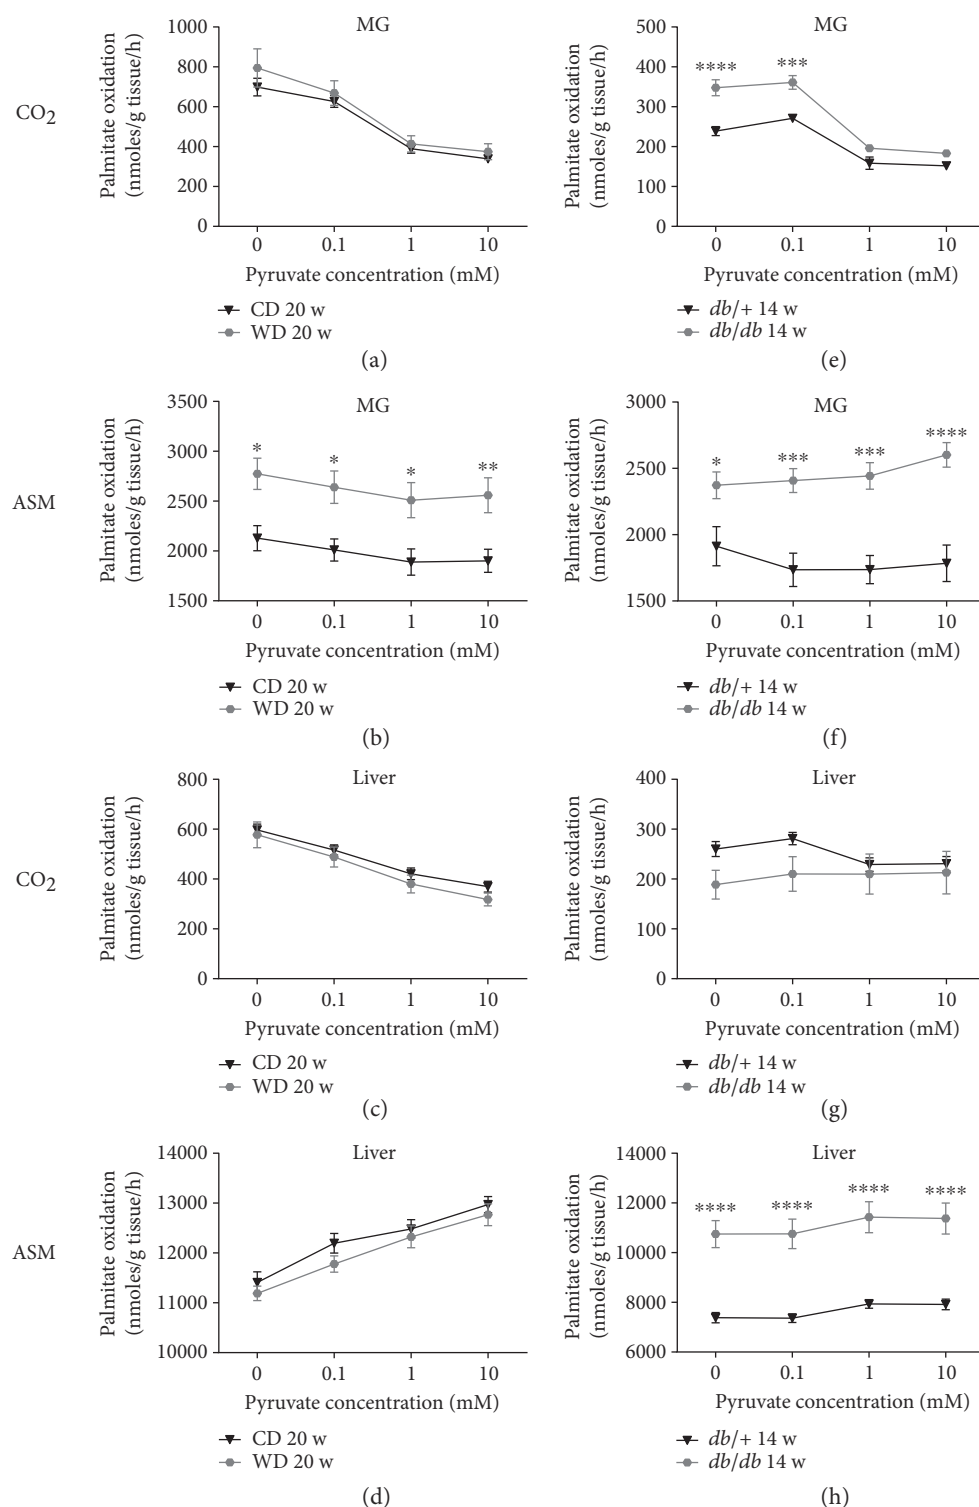 CO2
MG
Palmitate oxidation
(nmoles/g tissue/h)
1000
800
600
400
200
0
0 0.1 1 10
Pyruvate concentration (mM)
CD 20 w
WD 20 w
(a)
MG
Palmitate oxidation
(nmoles/g tissue/h)
500
400
300
200
100
0
**** ***
0 0.1 1 10
Pyruvate concentration (mM)
db/+ 14 w
db/db 14 w
(e)
ASM
MG
Palmitate oxidation
(nmoles/g tissue/h)
3500
3000
2500
2000
1500
* * * **
0 0.1 1 10
Pyruvate concentration (mM)
CD 20 w
WD 20 w
(b)
MG
Palmitate oxidation
(nmoles/g tissue/h)
3000
2500
2000
1500
* *** *** ****
0 0.1 1 10
Pyruvate concentration (mM)
db/+ 14 w
db/db 14 w
(f)
CO2
Liver
Palmitate oxidation
(nmoles/g tissue/h)
800
600
400
200
0
0 0.1 1 10
Pyruvate concentration (mM)
CD 20 w
WD 20 w
(c)
Liver
Palmitate oxidation
(nmoles/g tissue/h)
400
300
200
100
0
0 0.1 1 10
Pyruvate concentration (mM)
db/+ 14 w
db/db 14 w
(g)
ASM
Liver
Palmitate oxidation
(nmoles/g tissue/h)
14000
13000
12000
11000
10000
0 0.1 1 10
Pyruvate concentration (mM)
CD 20 w
WD 20 w
(d)
Liver
Palmitate oxidation
(nmoles/g tissue/h)
14000
12000
10000
8000
6000
**** **** **** ****
0 0.1 1 10
Pyruvate concentration (mM)
db/+ 14 w
db/db 14 w
(h)